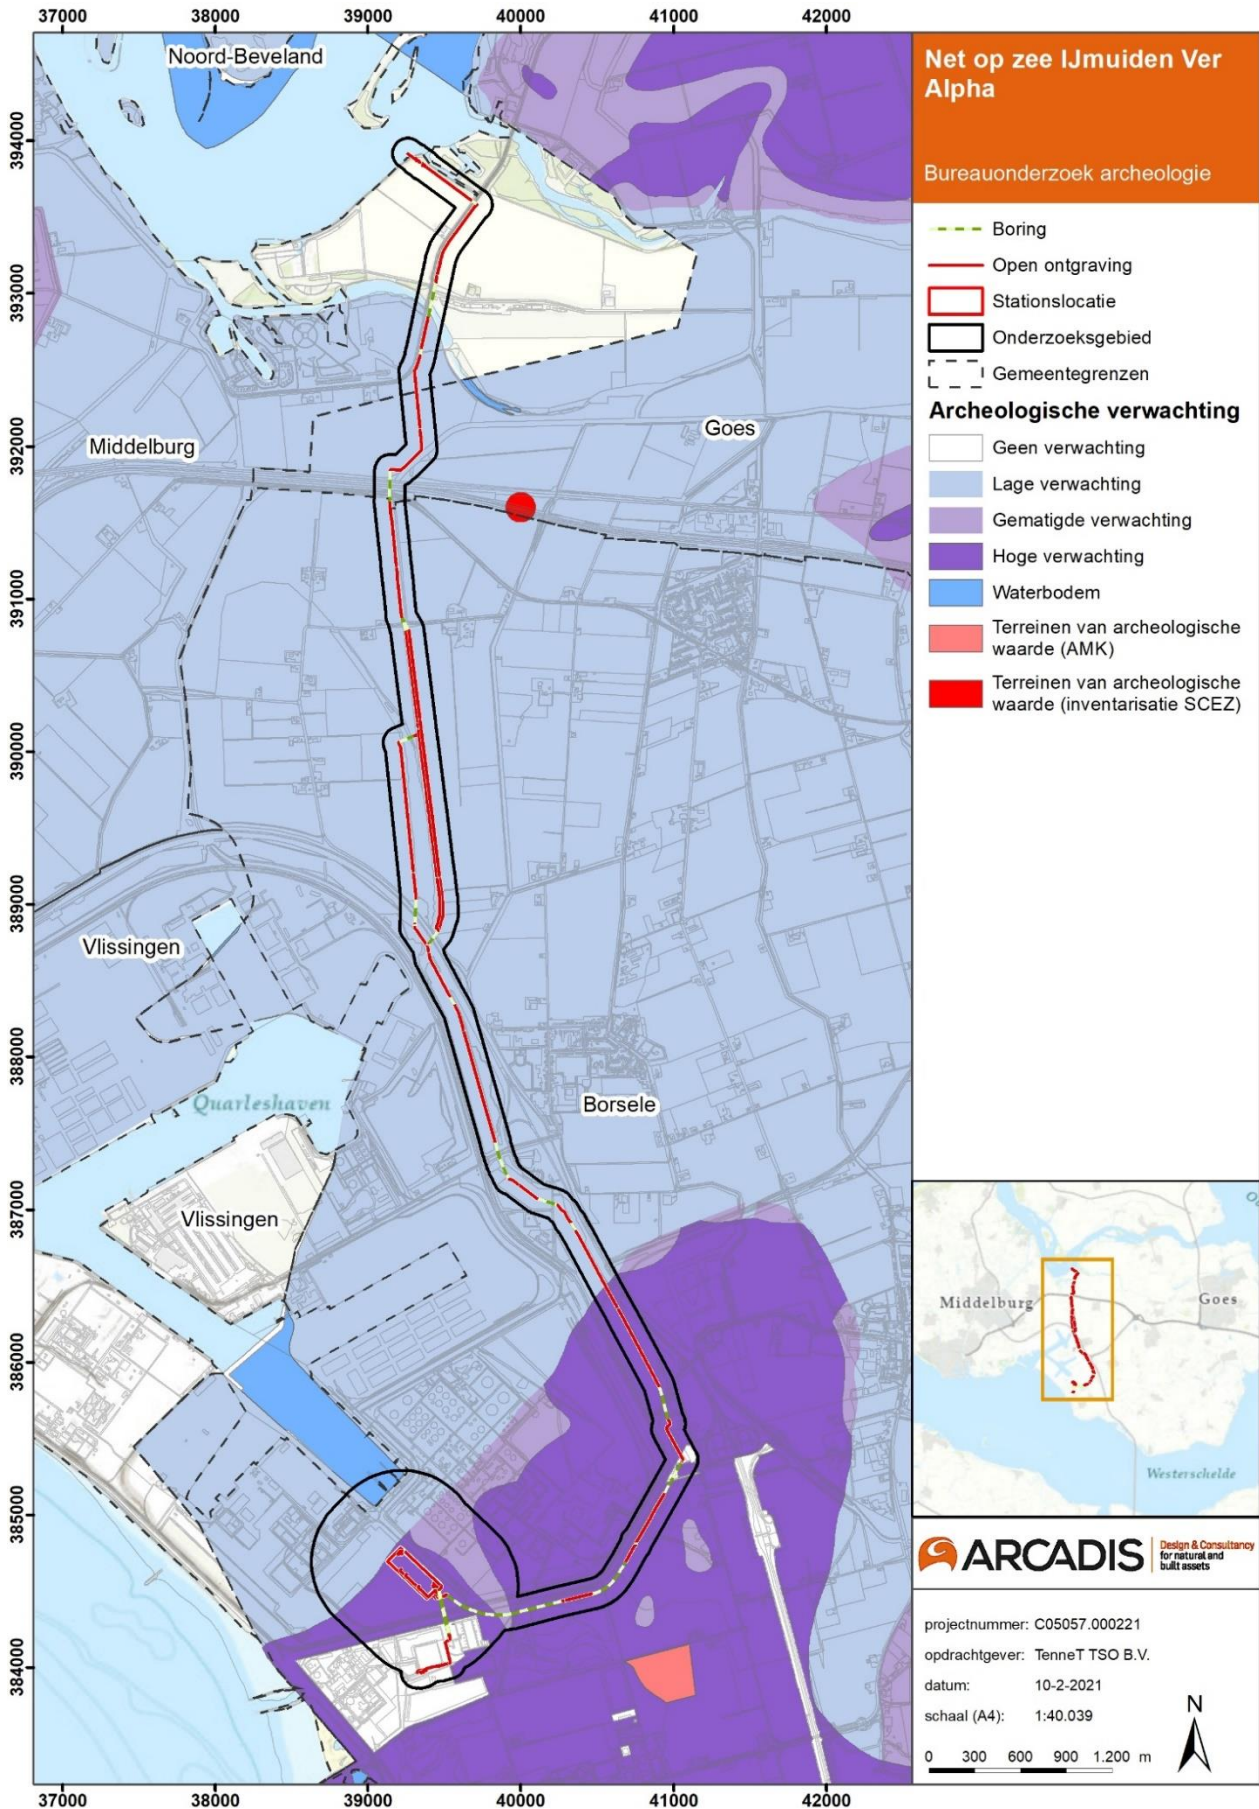 37000 38000 39000 40000 41000 42000
394000
393000
392000
391000
390000
389000
388000
387000
386000
385000
384000
Noord-Beveland
Middelburg
Goes
Vlissingen
Borsele
Quarleshaven
Vlissingen
37000 38000 39000 40000 41000 42000
Net op zee IJmuiden Ver
Alpha
Bureauonderzoek archeologie
Boring
Open ontgraving
Stationslocatie
Onderzoeksgebied
Gemeentegrenzen
Archeologische verwachting
Geen verwachting
Lage verwachting
Gematigde verwachting
Hoge verwachting
Waterbodem
Terreinen van archeologische
waarde (AMK)
Terreinen van archeologische
waarde (inventarisatie SCEZ)
Middelburg
Goes
Westerschelde
ARCADIS
Design & Consultancy
for natural and
built assets
projectnummer: C05057.000221
opdrachtgever: TenneT TSO B.V.
datum: 10-2-2021
schaal (A4): 1:40.039
N
0 300 600 900 1.200 m